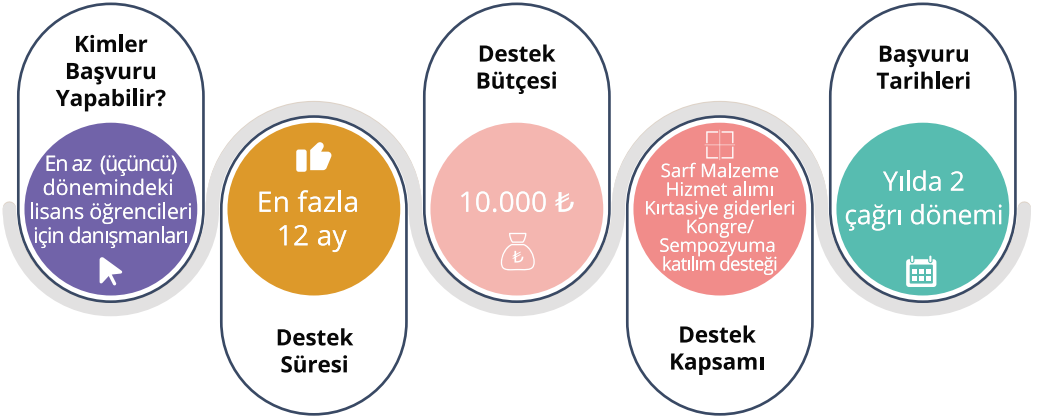 Kimler
Başvuru
Yapabilir?
En az (üçüncü)
dönemindeki
lisans öğrencileri
için danışmanları
En fazla
12 ay
Destek
Süresi
Destek
Bütçesi
10.000 ₺
₺
Sarf Malzeme
Hizmet alımı
Kırtasiye giderleri
Kongre/
Sempozyuma
katılım desteği
Destek
Kapsamı
Başvuru
Tarihleri
Yılda 2
çağrı dönemi